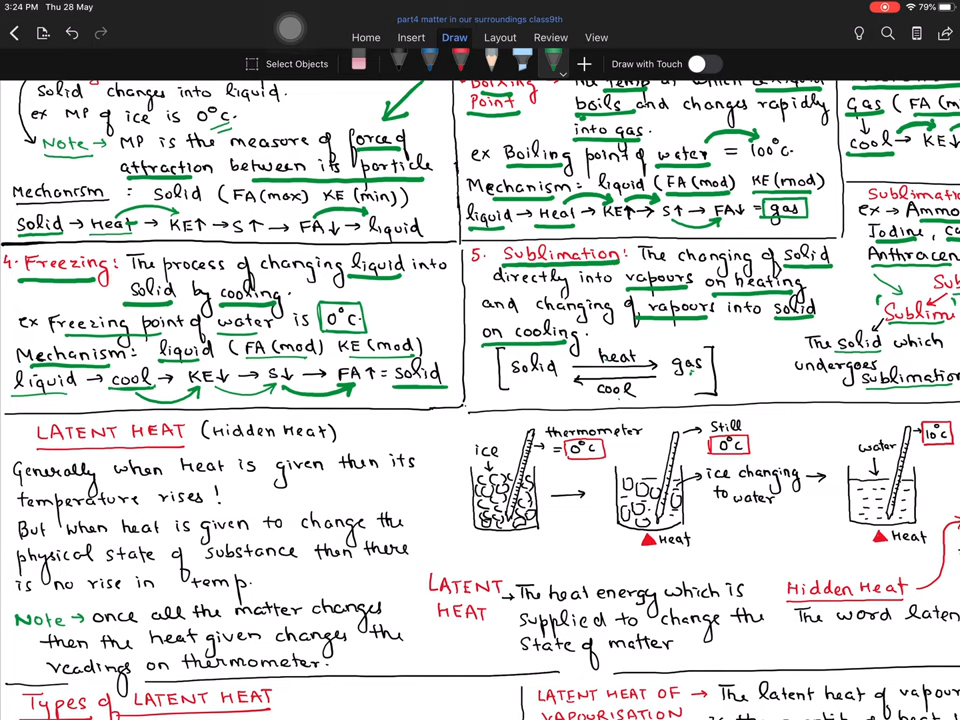 3:24 PM Thu 28 May
79%
part4 matter in our surroundings class9th
Home Insert Draw Layout Review View
Select Objects
Draw with Touch
solid changes into liquid.
ex MP of ice is 0°C.
Note → MP is the measure of force of
attraction between its particle
Mechanism: solid (FA(max) KE(min)
Solid → Heat → KE↑ → S↑ → FA↓ → liquid
4. Freezing: The process of changing liquid into
solid by cooling.
ex Freezing point of water is 0°C.
Mechanism: liquid (FA(mod) KE(mod)
liquid → cool → KE↓ → S↓ → FA↑ = solid
Boiling the temp at which a liquid
Point boils and changes rapidly
into gas.
ex Boiling point of water = 100°C.
Mechanism: liquid (FA(mod) KE(mod)
liquid → Heat → KE↑ → S↑ → FA↓ = gas
5. Sublimation: The changing of solid
directly into vapours on heating
and changing of vapours into solid
on cooling.
[solid heat → gas]
← cool
Gas (FA (m
cool → KE↓
Sublimatio
ex → Ammo
Iodine, ca
Anthracen
Sub
Sublim
The solid which
undergoes
sublimation
LATENT HEAT (Hidden Heat)
Generally when Heat is given then its
temperature rises!
But when heat is given to change the
physical state of substance then there
is no rise in temp.
Note → once all the matter changes
then the heat given changes the
readings on thermometer.
ice
thermometer
= 0°C
Still
0°C
ice changing →
to water
Heat
water
10°C
Heat
LATENT HEAT → The heat energy which is
supplied to change the
state of matter
Hidden Heat
The word laten
Types of LATENT HEAT
LATENT HEAT OF → The latent heat of vapour
VAPOURISATION